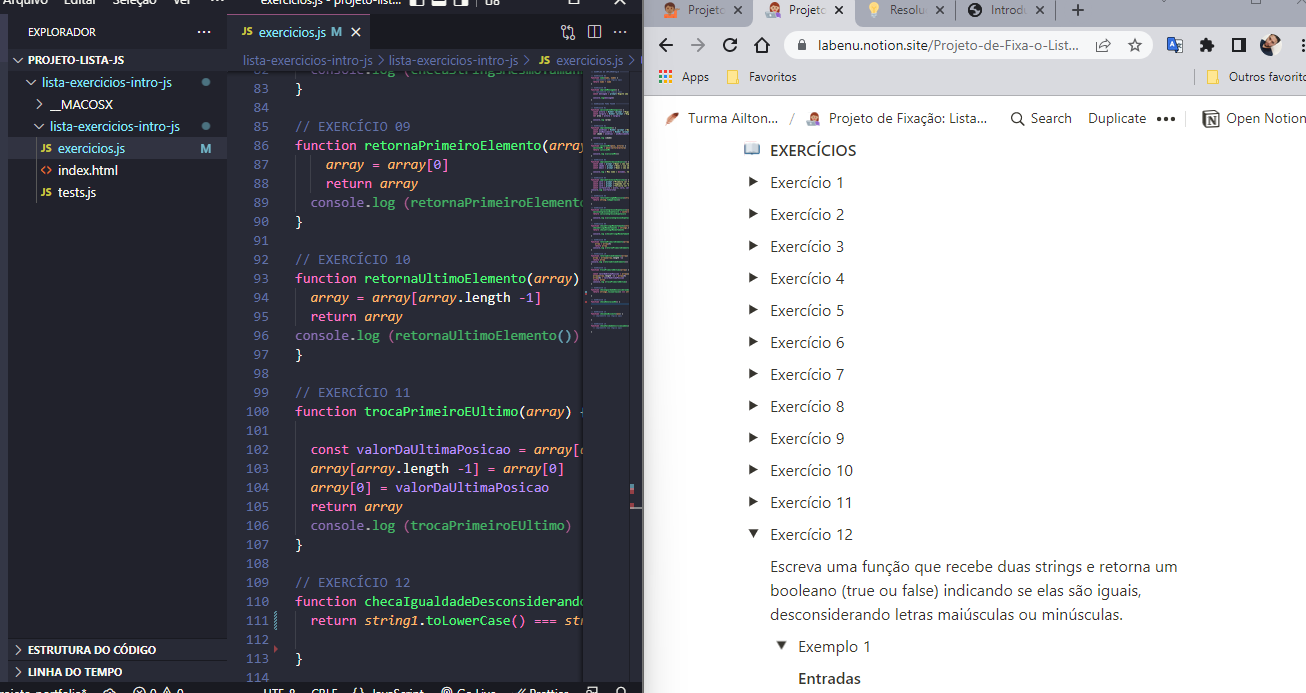 Arquivo Editar Seleção Ver ···
exercicios.js - projeto-list...
EXPLORADOR ···
PROJETO-LISTA-JS
lista-exercicios-intro-js
__MACOSX
lista-exercicios-intro-js
JS exercicios.js M
<> index.html
JS tests.js
ESTRUTURA DO CÓDIGO
LINHA DO TEMPO
JS exercicios.js M ×
lista-exercicios-intro-js > lista-exercicios-intro-js > JS exercicios.js >
83 }
84
85 // EXERCÍCIO 09
86 function retornaPrimeiroElemento(array
87 array = array[0]
88 return array
89 console.log (retornaPrimeiroElemento
90 }
91
92 // EXERCÍCIO 10
93 function retornaUltimoElemento(array)
94 array = array[array.length -1]
95 return array
96 console.log (retornaUltimoElemento())
97 }
98
99 // EXERCÍCIO 11
100 function trocaPrimeiroEUltimo(array) {
101
102 const valorDaUltimaPosicao = array[
103 array[array.length -1] = array[0]
104 array[0] = valorDaUltimaPosicao
105 return array
106 console.log (trocaPrimeiroEUltimo)
107 }
108
109 // EXERCÍCIO 12
110 function checaIgualdadeDesconsiderando
111 return string1.toLowerCase() === str
112
113 }
114
UTF-8 CRLF {} JavaScript Go Live Prettier
Projeto × Projeto × Resolu × Introdu × +
labenu.notion.site/Projeto-de-Fixa-o-List...
Apps Favoritos Outros favorito
Turma Ailton... / Projeto de Fixação: Lista... Search Duplicate ••• Open Notion
EXERCÍCIOS
Exercício 1
Exercício 2
Exercício 3
Exercício 4
Exercício 5
Exercício 6
Exercício 7
Exercício 8
Exercício 9
Exercício 10
Exercício 11
Exercício 12
Escreva uma função que recebe duas strings e retorna um
booleano (true ou false) indicando se elas são iguais,
desconsiderando letras maiúsculas ou minúsculas.
Exemplo 1
Entradas